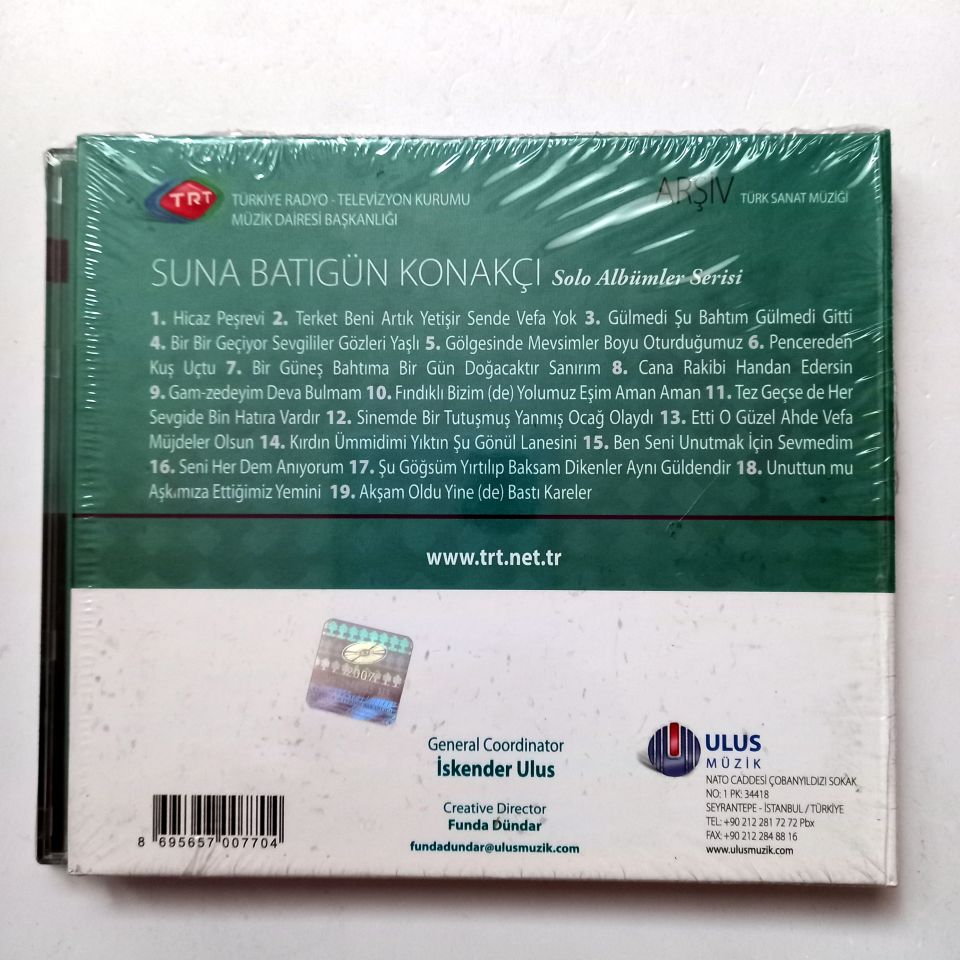 TRT
TÜRKİYE RADYO - TELEVİZYON KURUMU
MÜZİK DAİRESİ BAŞKANLIĞI
ARŞİV TÜRK SANAT MÜZİĞİ
SUNA BATIGÜN KONAKÇI Solo Albümler Serisi
1. Hicaz Peşrevi 2. Terket Beni Artık Yetişir Sende Vefa Yok 3. Gülmedi Şu Bahtım Gülmedi Gitti
4. Bir Bir Geçiyor Sevgililer Gözleri Yaşlı 5. Gölgesinde Mevsimler Boyu Oturduğumuz 6. Pencereden
Kuş Uçtu 7. Bir Güneş Bahtıma Bir Gün Doğacaktır Sanırım 8. Cana Rakibi Handan Edersin
9. Gam-zedeyim Deva Bulmam 10. Fındıklı Bizim (de) Yolumuz Eşim Aman Aman 11. Tez Geçse de Her
Sevgide Bin Hatıra Vardır 12. Sinemde Bir Tutuşmuş Yanmış Ocağ Olaydı 13. Etti O Güzel Ahde Vefa
Müjdeler Olsun 14. Kırdın Ümmidimi Yıktın Şu Gönül Lanesini 15. Ben Seni Unutmak İçin Sevmedim
16. Seni Her Dem Anıyorum 17. Şu Göğsüm Yırtılıp Baksam Dikenler Aynı Güldendir 18. Unuttun mu
Aşkımıza Ettiğimiz Yemini 19. Akşam Oldu Yine (de) Bastı Kareler
www.trt.net.tr
2007
General Coordinator
İskender Ulus
Creative Director
Funda Dündar
fundadundar@ulusmuzik.com
8 695657 007704
ULUS
MÜZİK
NATO CADDESİ ÇOBANYILDIZI SOKAK
NO: 1 PK: 34418
SEYRANTEPE - İSTANBUL / TÜRKİYE
TEL: +90 212 281 72 72 Pbx
FAX: +90 212 284 88 16
www.ulusmuzik.com